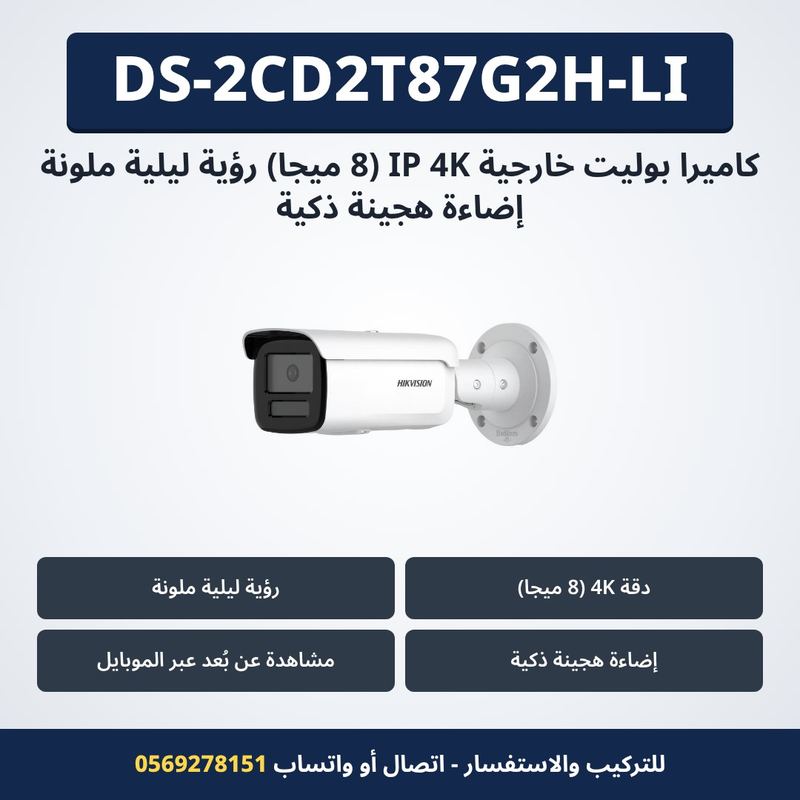 DS-2CD2T87G2H-LI
كاميرا بوليت خارجية IP 4K (8 ميجا) رؤية ليلية ملونة
إضاءة هجينة ذكية
HIKVISION
دقة 4K (8 ميجا)
رؤية ليلية ملونة
إضاءة هجينة ذكية
مشاهدة عن بُعد عبر الموبايل
للتركيب والاستفسار - اتصال أو واتساب 0569278151